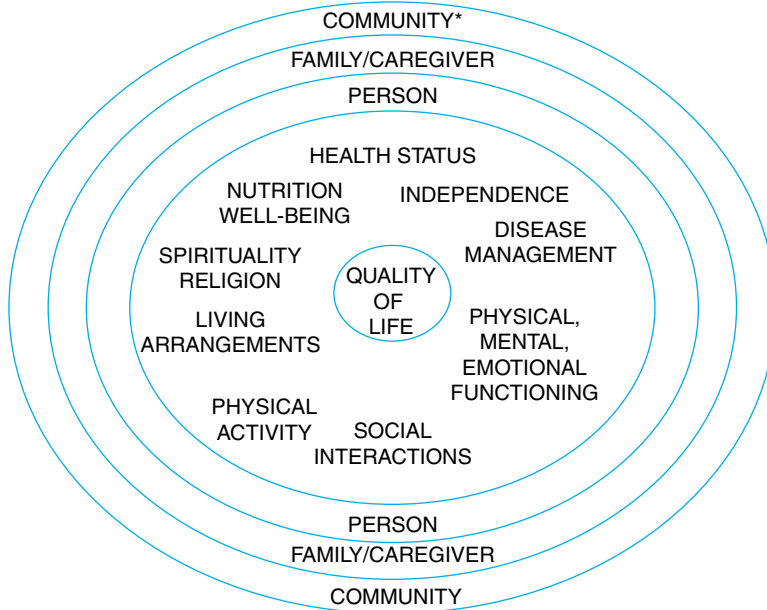 COMMUNITY*
FAMILY/CAREGIVER
PERSON
HEALTH STATUS
NUTRITION
WELL-BEING
INDEPENDENCE
DISEASE
MANAGEMENT
SPIRITUALITY
RELIGION
QUALITY
OF
LIFE
LIVING
ARRANGEMENTS
PHYSICAL,
MENTAL,
EMOTIONAL
FUNCTIONING
PHYSICAL
ACTIVITY
SOCIAL
INTERACTIONS
PERSON
FAMILY/CAREGIVER
COMMUNITY